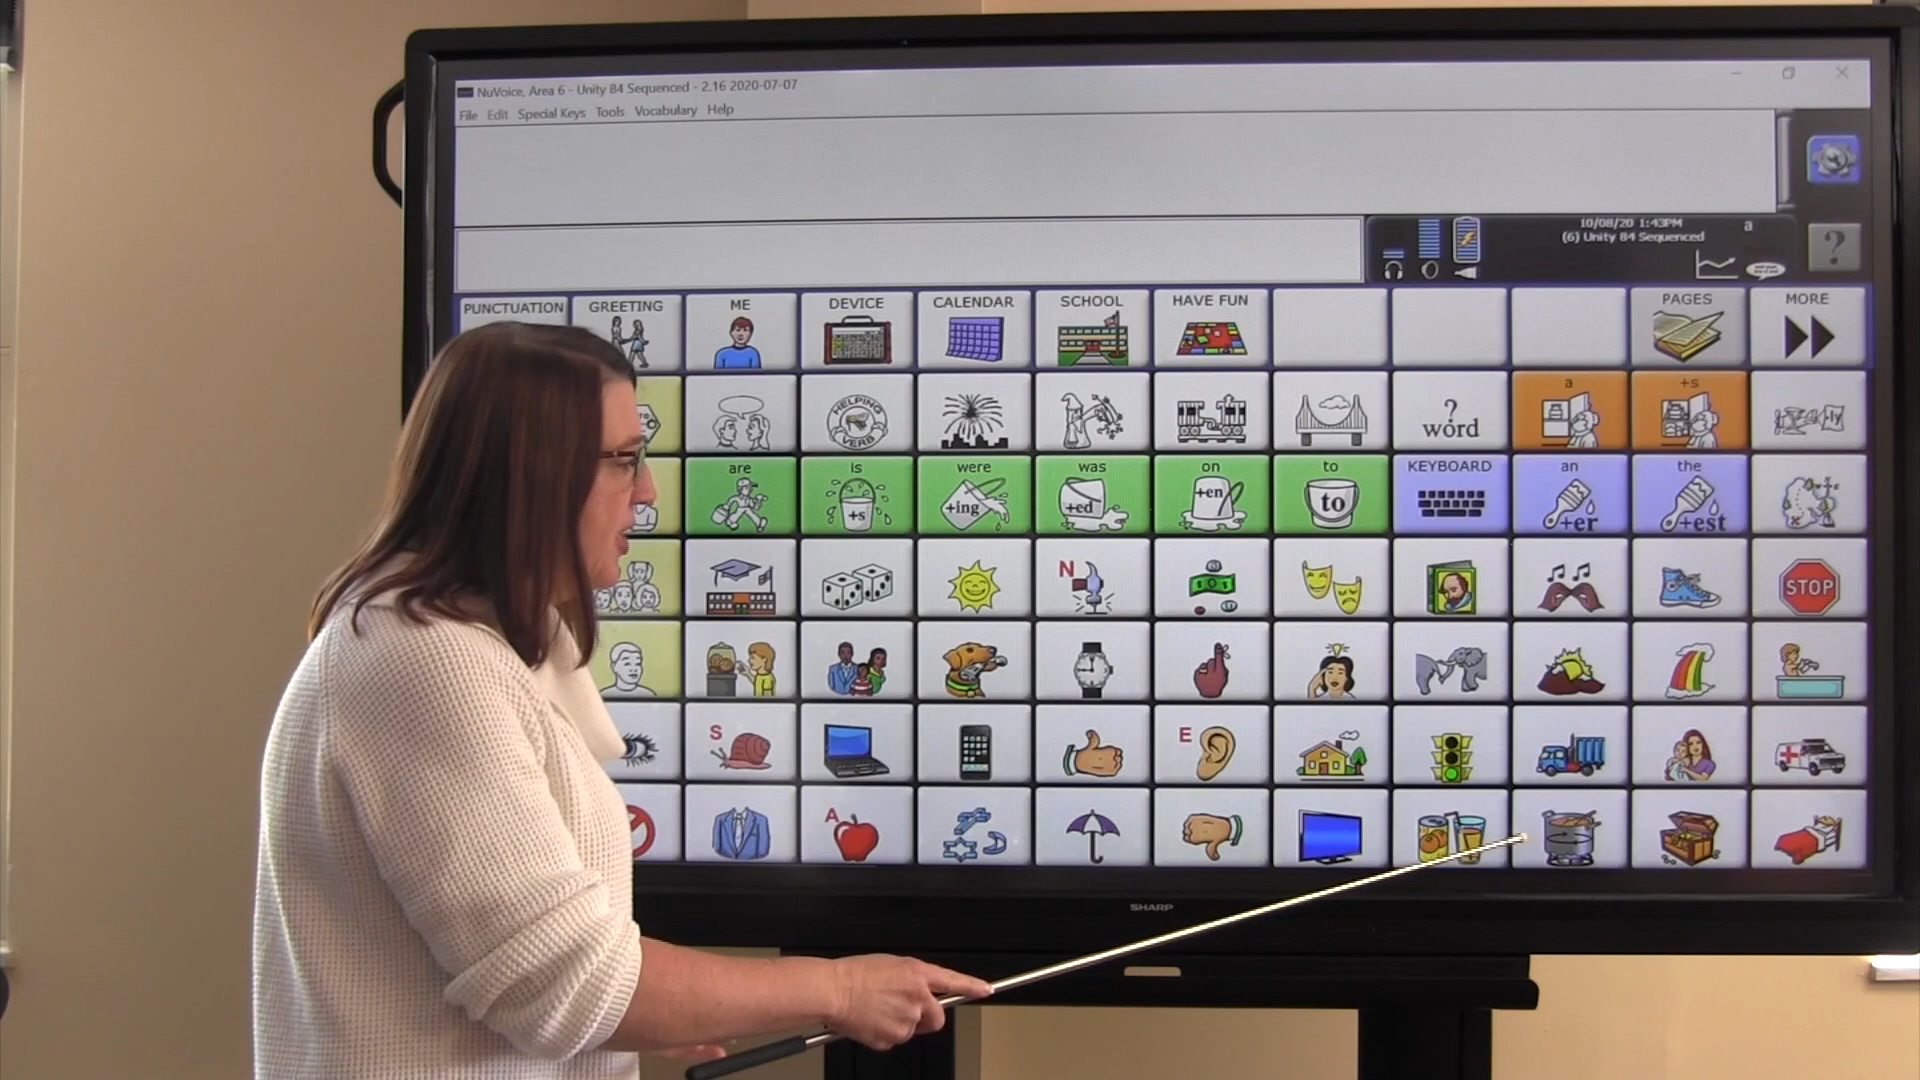 NuVoice, Area 6 - Unity 84 Sequenced - 2.16 2020-07-07
File Edit Special Keys Tools Vocabulary Help
10/08/20 1:43PM a
(6) Unity 84 Sequenced
?
PUNCTUATION GREETING ME DEVICE CALENDAR SCHOOL HAVE FUN PAGES MORE
HELPING VERB ? word a +s
are is were was on to KEYBOARD an the
+s +ing +ed +en to +er +est
N STOP
S E
A
SHARP